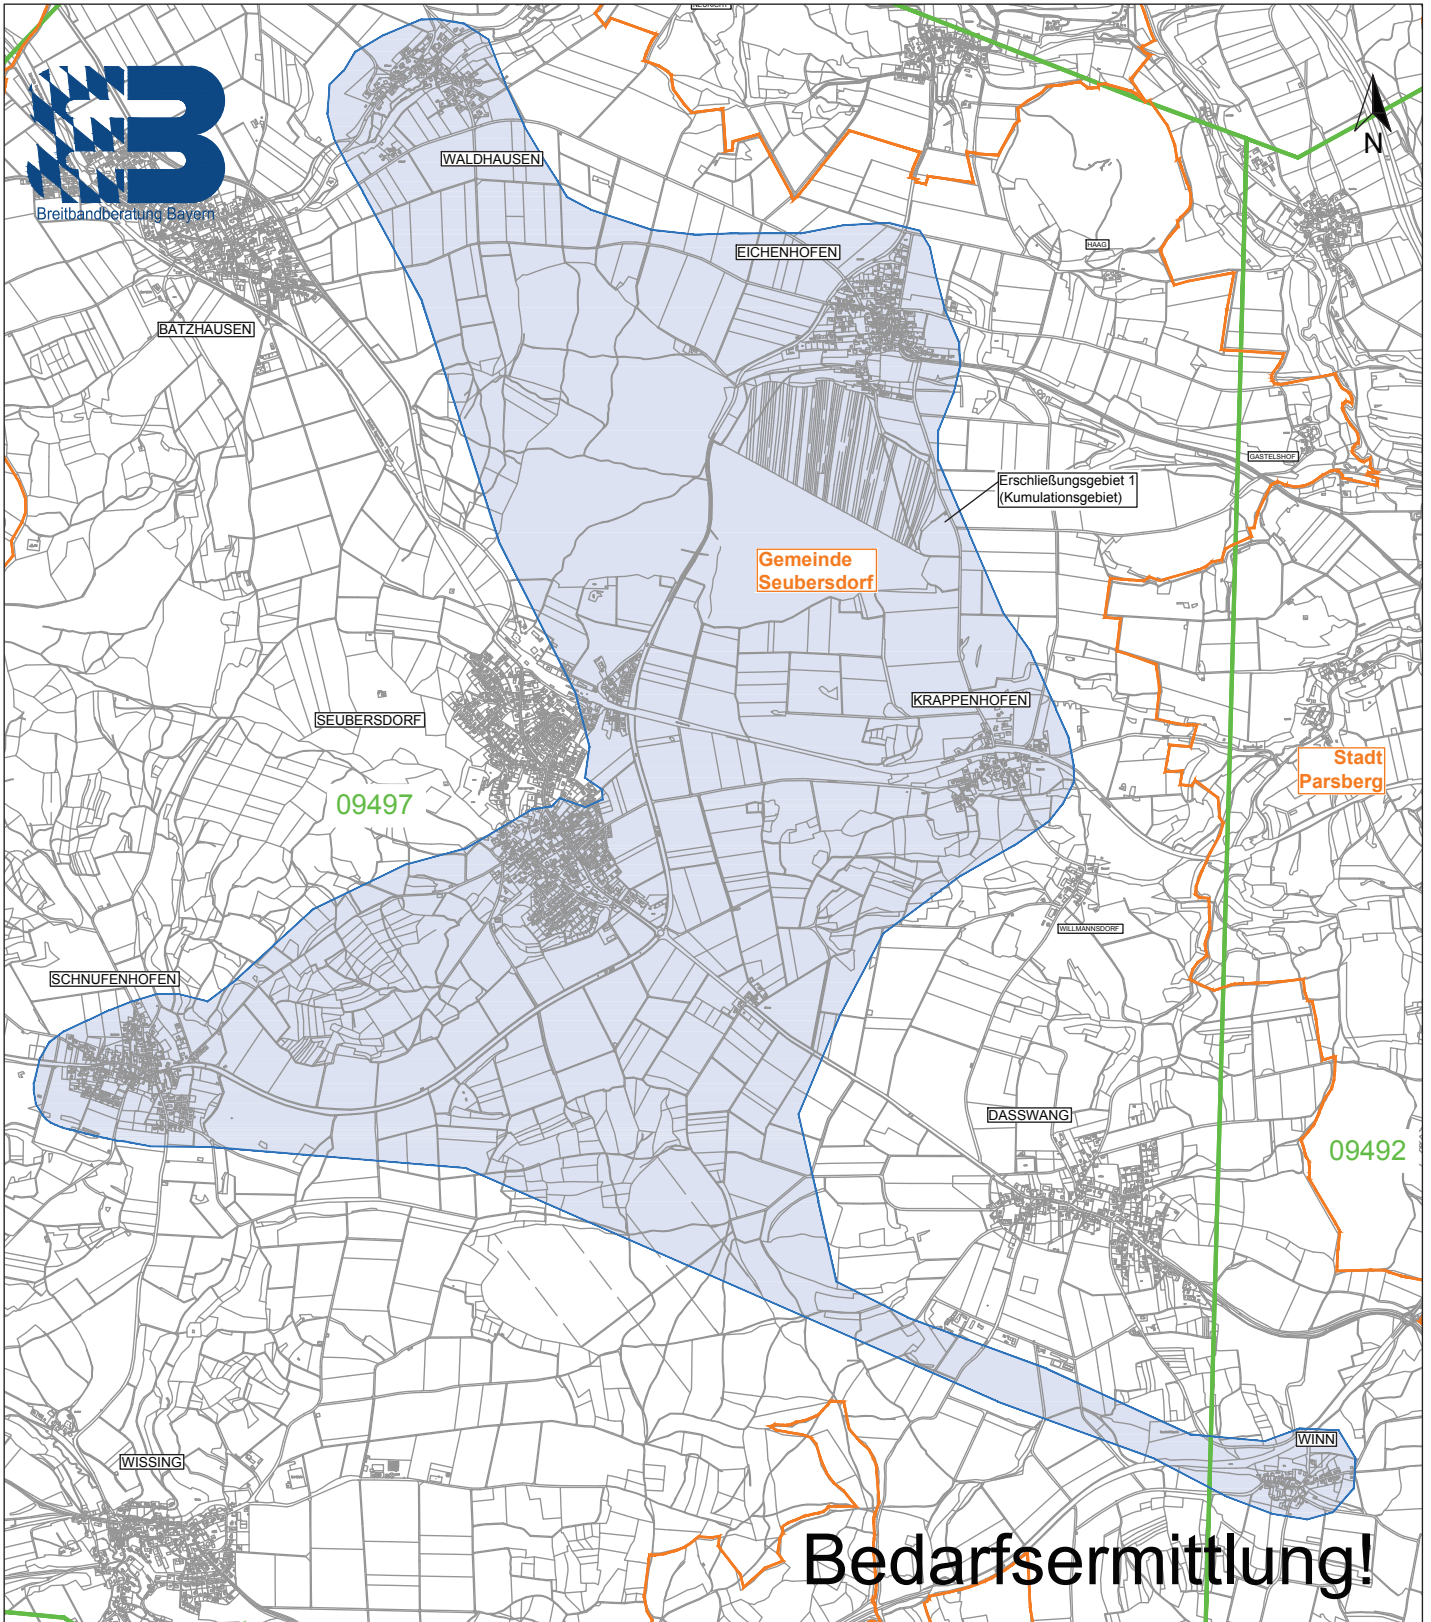 WALDHAUSEN
Breitbandberatung Bayern
EICHENHOFEN
HAAG
BATZHAUSEN
N
GASTELSHOF
Erschließungsgebiet 1
(Kumulationsgebiet)
Gemeinde
Seubersdorf
KRAPPENHOFEN
SEUBERSDORF
Stadt
Parsberg
09497
WILLMANNSDORF
SCHNUFENHOFEN
DASSWANG
09492
WINN
WISSING
Bedarfsermittlung!